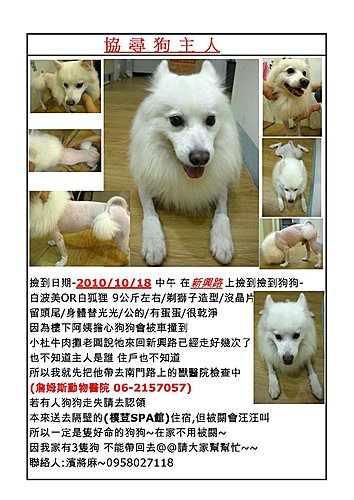 協尋狗主人
撿到日期-2010/10/18 中午 在新興路上撿到撿到狗狗-
白波美OR白狐狸 9公斤左右/剃獅子造型/沒晶片
留頭尾/身體替光光/公的/有蛋蛋/很乾淨
因為樓下阿姨擔心狗狗會被車撞到
小杜牛肉攤老闆說牠來回新興路已經走好幾次了
也不知道主人是誰 住戶也不知道
所以我就先把他帶去南門路上的獸醫院檢查中
(詹姆斯動物醫院 06-2157057)
若有人狗狗走失請去認領
本來送去隔壁的(樸荳SPA館)住宿,但被關會汪汪叫
所以一定是隻好命的狗狗~在家不用被關~
因我家有3隻狗 不能帶回去@@請大家幫幫忙~~
聯絡人:濱將麻~0958027118